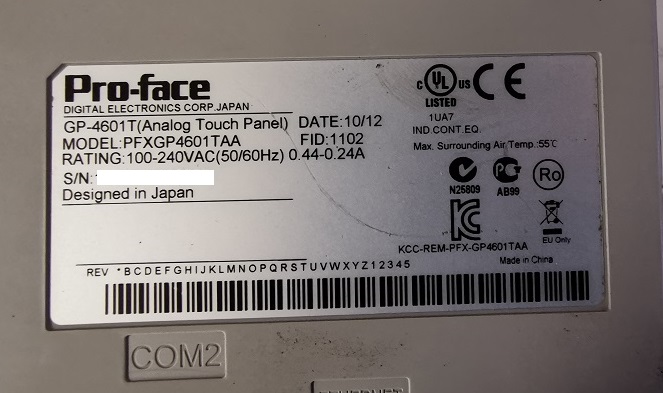 Pro-face
DIGITAL ELECTRONICS CORP.JAPAN
GP-4601T(Analog Touch Panel) DATE:10/12
MODEL:PFXGP4601TAA FID:1102
RATING:100-240VAC(50/60Hz) 0.44-0.24A
S/N:
Designed in Japan
C UL US CE
LISTED
1UA7
IND.CONT.EQ.
Max. Surrounding Air Temp.:55℃
N25809 AB99 Ro
KCC-REM-PFX-GP4601TAA
EU Only
Made in China
REV *BCDEFGHIJKLMNOPQRSTUVWXYZ12345
COM2